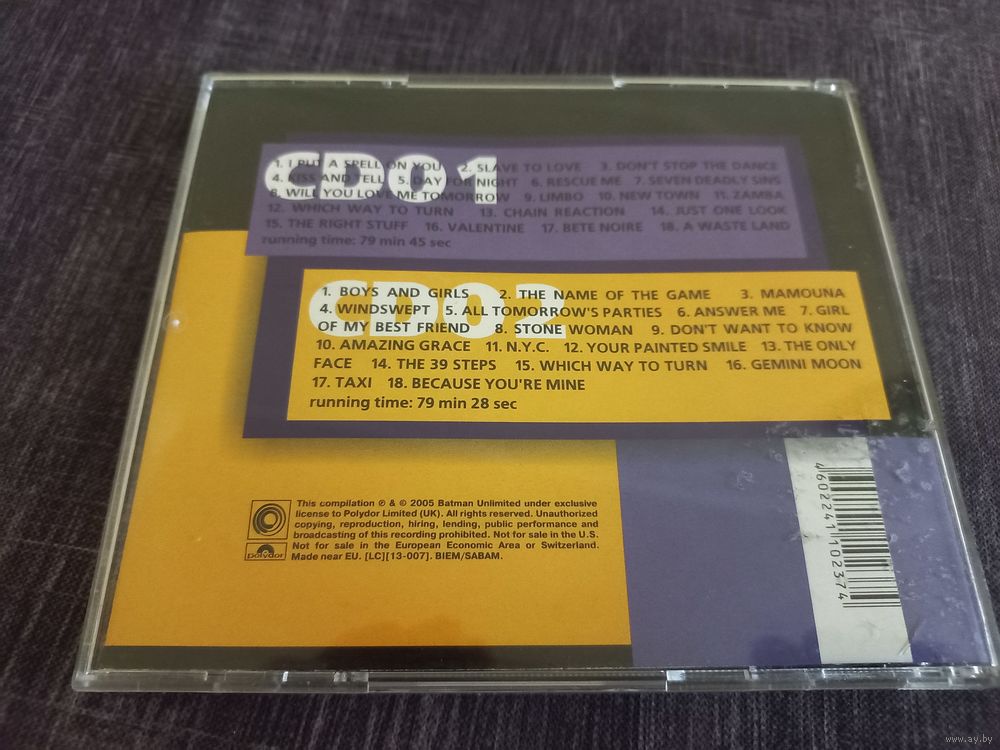 CD01
1. I PUT A SPELL ON YOU 2. SLAVE TO LOVE 3. DON'T STOP THE DANCE
4. KISS AND TELL 5. DAY FOR NIGHT 6. RESCUE ME 7. SEVEN DEADLY SINS
8. WILL YOU LOVE ME TOMORROW 9. LIMBO 10. NEW TOWN 11. ZAMBA
12. WHICH WAY TO TURN 13. CHAIN REACTION 14. JUST ONE LOOK
15. THE RIGHT STUFF 16. VALENTINE 17. BETE NOIRE 18. A WASTE LAND
running time: 79 min 45 sec
CD02
1. BOYS AND GIRLS 2. THE NAME OF THE GAME 3. MAMOUNA
4. WINDSWEPT 5. ALL TOMORROW'S PARTIES 6. ANSWER ME 7. GIRL
OF MY BEST FRIEND 8. STONE WOMAN 9. DON'T WANT TO KNOW
10. AMAZING GRACE 11. N.Y.C. 12. YOUR PAINTED SMILE 13. THE ONLY
FACE 14. THE 39 STEPS 15. WHICH WAY TO TURN 16. GEMINI MOON
17. TAXI 18. BECAUSE YOU'RE MINE
running time: 79 min 28 sec
This compilation ℗ & © 2005 Batman Unlimited under exclusive
license to Polydor Limited (UK). All rights reserved. Unauthorized
copying, reproduction, hiring, lending, public performance and
broadcasting of this recording prohibited. Not for sale in the U.S.
Not for sale in the European Economic Area or Switzerland.
Made near EU. [LC][13-007]. BIEM/SABAM.
polydor
4602241102374
www.ay.by